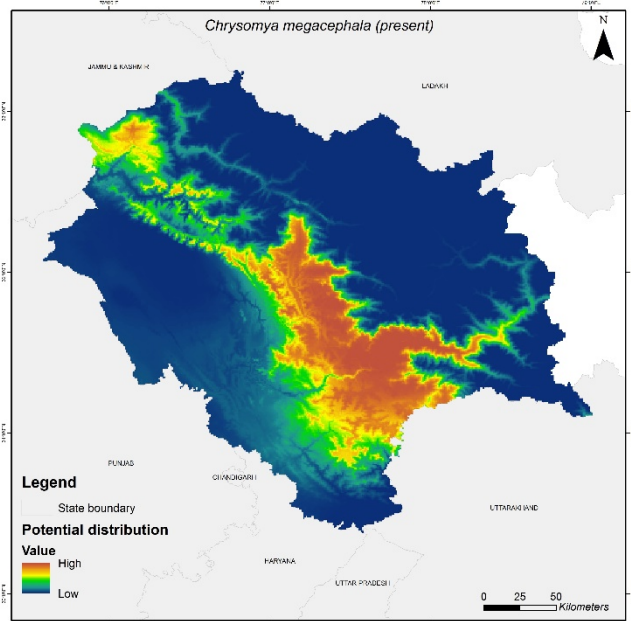 Chrysomya megacephala (present)
N
JAMMU & KASHMIR
LADAKH
PUNJAB
CHANDIGARH
HARYANA
UTTAR PRADESH
UTTARAKHAND
Legend
State boundary
Potential distribution
Value
High
Low
0 25 50
Kilometers